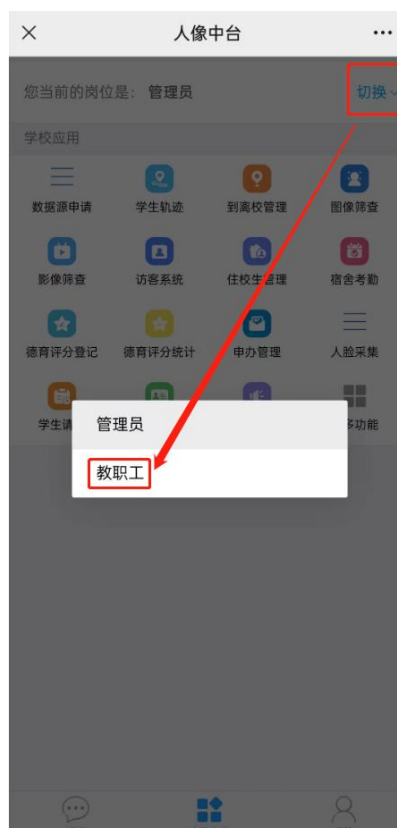 人像中台
您当前的岗位是： 管理员
切换
学校应用
数据源申请 学生轨迹 到离校管理 图像筛查
影像筛查 访客系统 住校生管理 宿舍考勤
德育评分登记 德育评分统计 申办管理 人脸采集
学生请 多功能
管理员
教职工